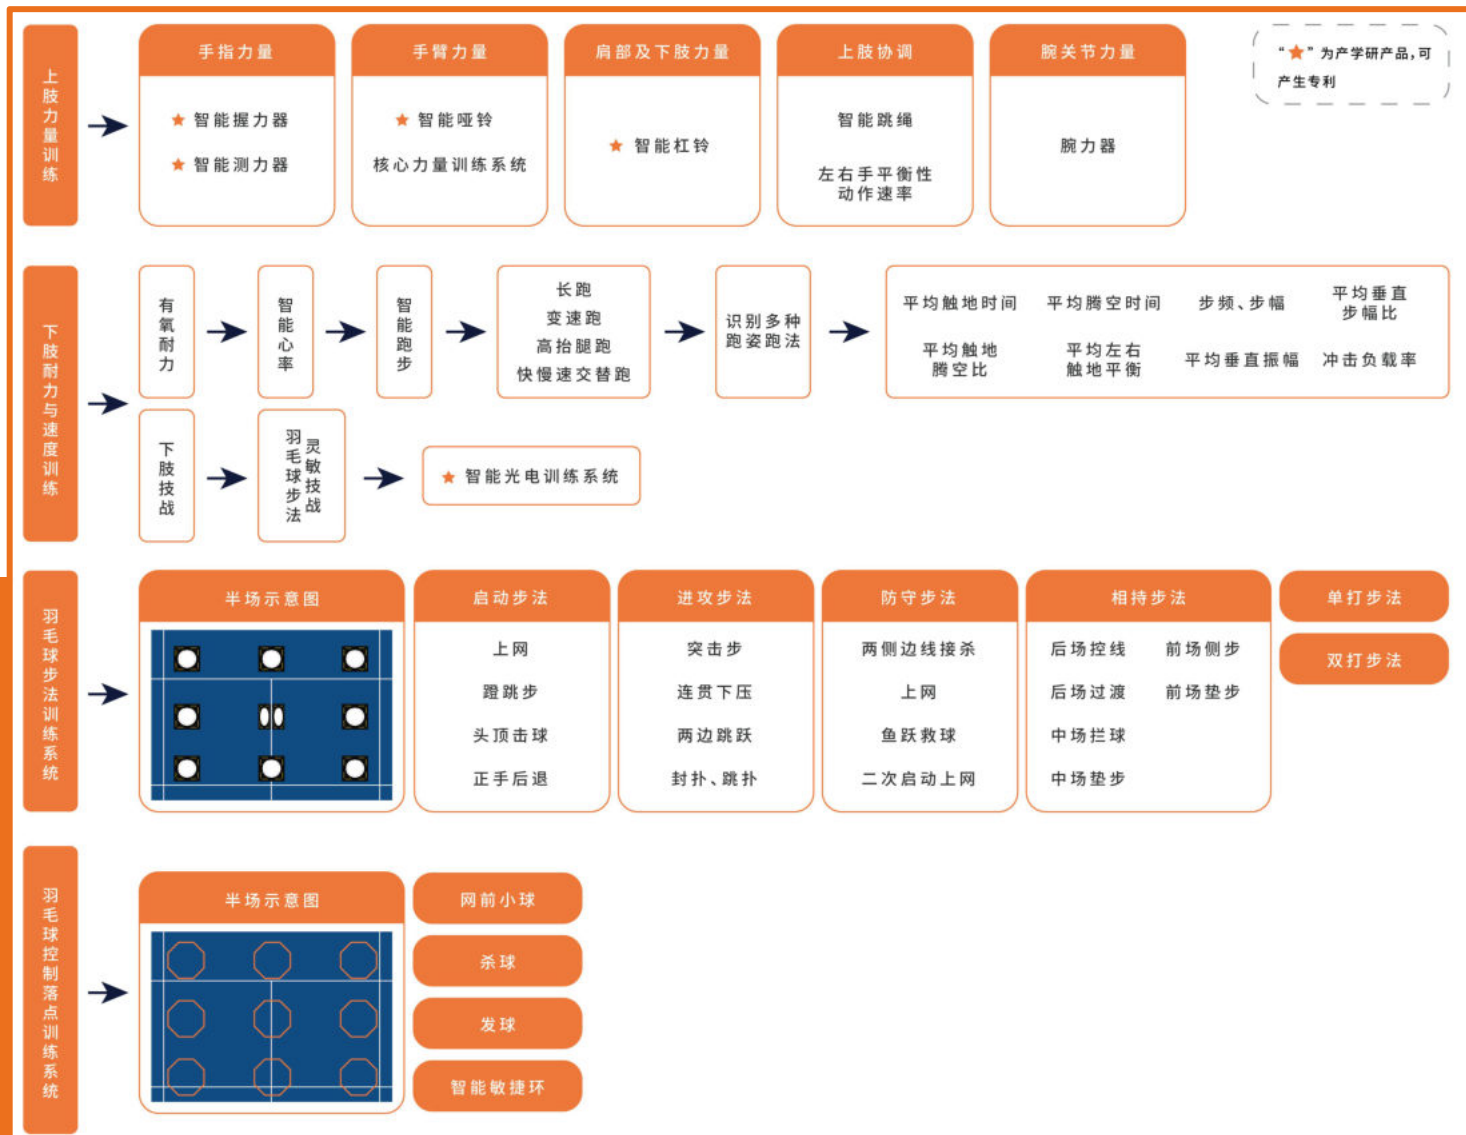 上肢力量训练
手指力量
★ 智能握力器
★ 智能测力器
手臂力量
★ 智能哑铃
核心力量训练系统
肩部及下肢力量
★ 智能杠铃
上肢协调
智能跳绳
左右手平衡性
动作速率
腕关节力量
腕力器
“★”为产学研产品,可
产生专利
下肢耐力与速度训练
有氧耐力
智能心率
智能跑步
长跑
变速跑
高抬腿跑
快慢速交替跑
识别多种
跑姿跑法
平均触地时间
平均腾空时间
步频、步幅
平均垂直
步幅比
平均触地
腾空比
平均左右
触地平衡
平均垂直振幅
冲击负载率
下肢技战
羽毛球步法
灵敏技战
★ 智能光电训练系统
羽毛球步法训练系统
半场示意图
启动步法
上网
蹬跳步
头顶击球
正手后退
进攻步法
突击步
连贯下压
两边跳跃
封扑、跳扑
防守步法
两侧边线接杀
上网
鱼跃救球
二次启动上网
相持步法
后场控线
前场侧步
后场过渡
前场垫步
中场拦球
中场垫步
单打步法
双打步法
羽毛球控制落点训练系统
半场示意图
网前小球
杀球
发球
智能敏捷环